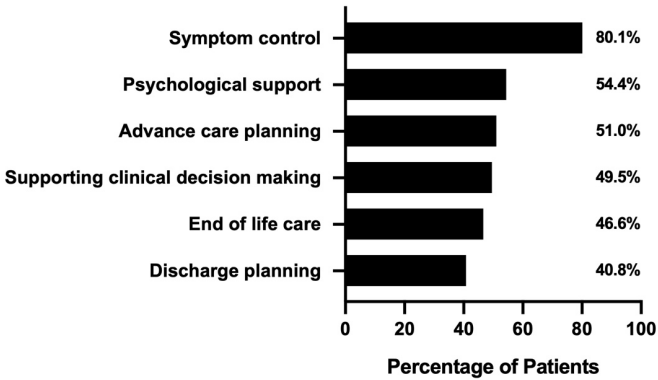 Symptom control 80.1%
Psychological support 54.4%
Advance care planning 51.0%
Supporting clinical decision making 49.5%
End of life care 46.6%
Discharge planning 40.8%
0 20 40 60 80 100
Percentage of Patients